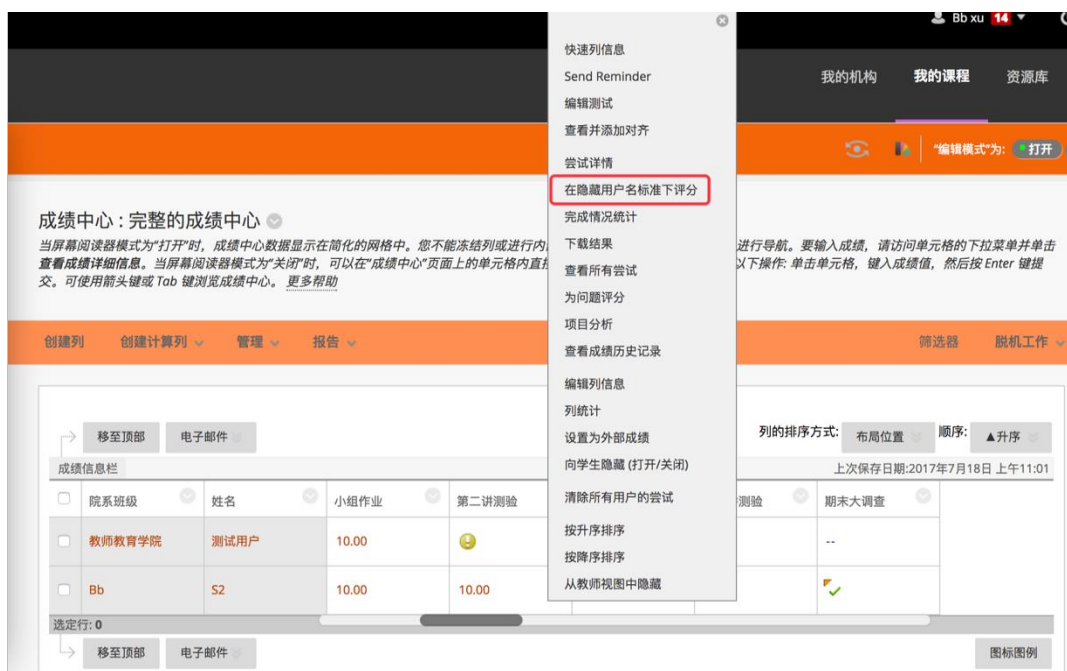 Bb xu 14
我的机构 我的课程 资源库
“编辑模式”为: 打开
快速列信息
Send Reminder
编辑测试
查看并添加对齐
尝试详情
在隐藏用户名标准下评分
完成情况统计
下载结果
查看所有尝试
为问题评分
项目分析
查看成绩历史记录
编辑列信息
列统计
设置为外部成绩
向学生隐藏 (打开/关闭)
清除所有用户的尝试
按升序排序
按降序排序
从教师视图中隐藏
成绩中心 : 完整的成绩中心
当屏幕阅读器模式为“打开”时，成绩中心数据显示在简化的网格中。您不能冻结列或进行内 进行导航。要输入成绩，请访问单元格的下拉菜单并单击
查看成绩详细信息。当屏幕阅读器模式为“关闭”时，可以在“成绩中心”页面上的单元格内直接 以下操作: 单击单元格，键入成绩值，然后按 Enter 键提
交。可使用箭头键或 Tab 键浏览成绩中心。 更多帮助
创建列 创建计算列 管理 报告 筛选器 脱机工作
移至顶部 电子邮件 列的排序方式: 布局位置 顺序: ▲升序
成绩信息栏 上次保存日期:2017年7月18日 上午11:01
院系班级 姓名 小组作业 第二讲测验 测验 期末大调查
教师教育学院 测试用户 10.00 --
Bb S2 10.00 10.00
选定行: 0
移至顶部 电子邮件 图标图例